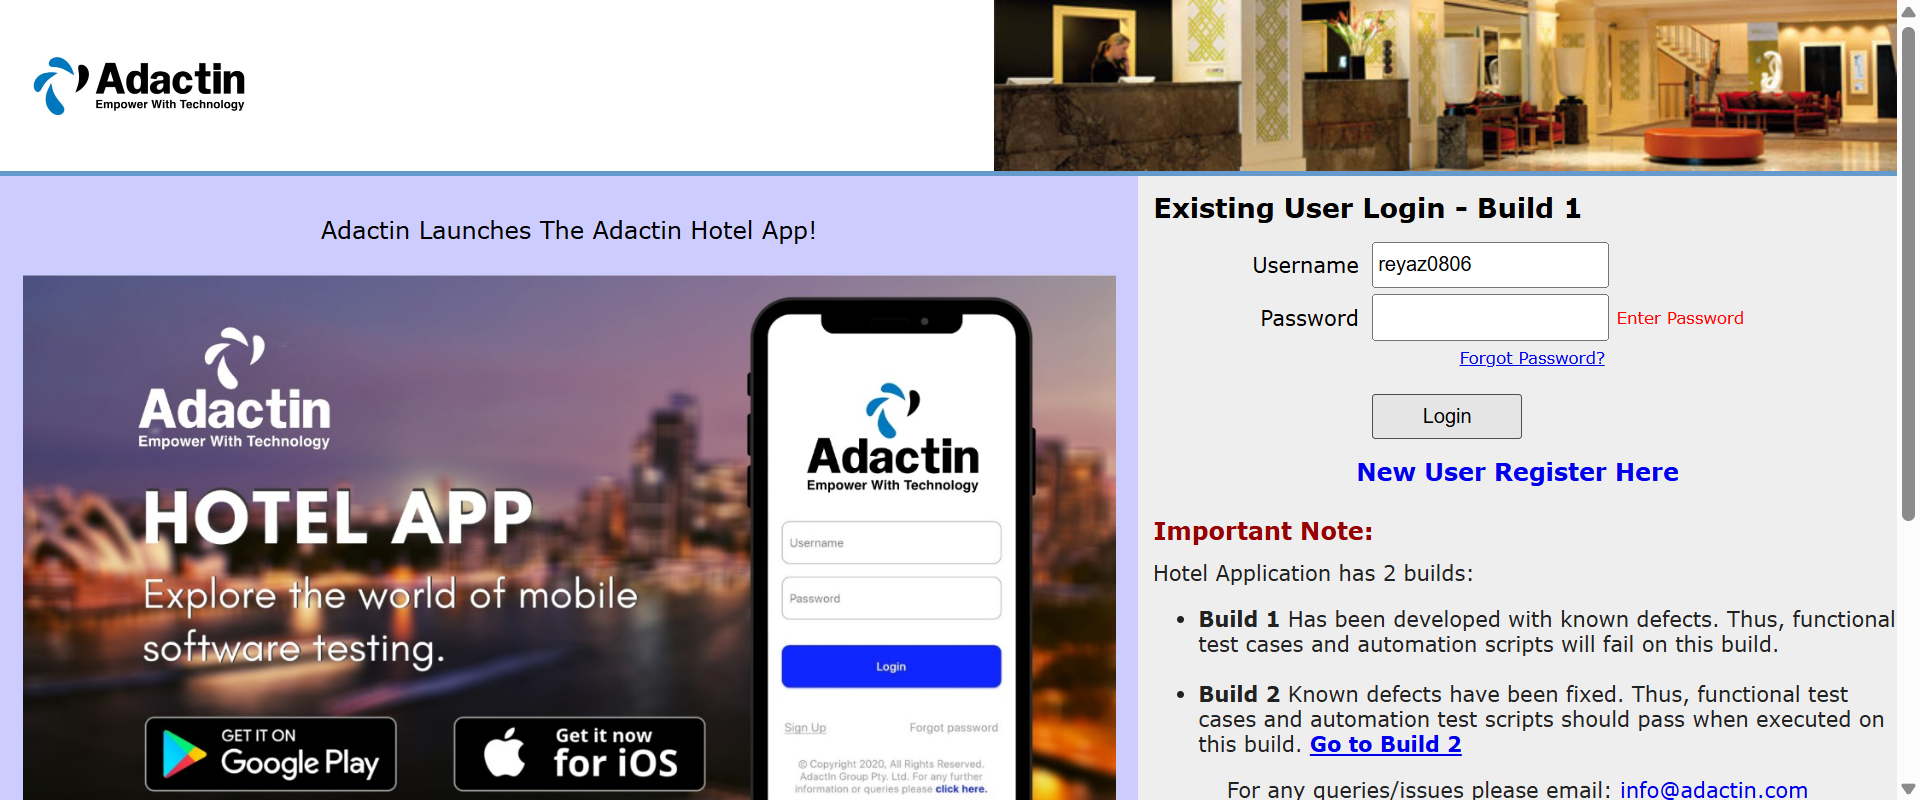 Adactin
Empower With Technology
Adactin Launches The Adactin Hotel App!
Adactin
Empower With Technology
HOTEL APP
Explore the world of mobile
software testing.
GET IT ON
Google Play
Get it now
for iOS
Adactin
Empower With Technology
Username
Password
Login
Sign Up
Forgot password
© Copyright 2020, All Rights Reserved.
AdactIn Group Pty. Ltd. For any further
information or queries please click here.
Existing User Login - Build 1
Username
reyaz0806
Password
Enter Password
Forgot Password?
Login
New User Register Here
Important Note:
Hotel Application has 2 builds:
• Build 1 Has been developed with known defects. Thus, functional
test cases and automation scripts will fail on this build.
• Build 2 Known defects have been fixed. Thus, functional test
cases and automation test scripts should pass when executed on
this build. Go to Build 2
For any queries/issues please email: info@adactin.com